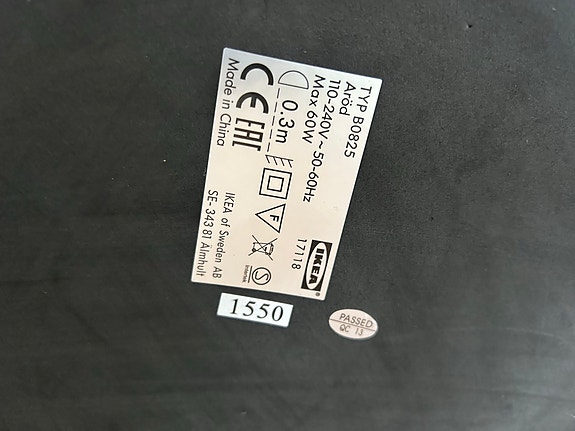 TYP B0825
Aröd
110-240V~50-60Hz
Max 60W
IKEA®
17118
0.3m
F
S
Intertek
CE EAC
Made in China
IKEA of Sweden AB
SE-343 81 Älmhult
1550
PASSED
QC 13